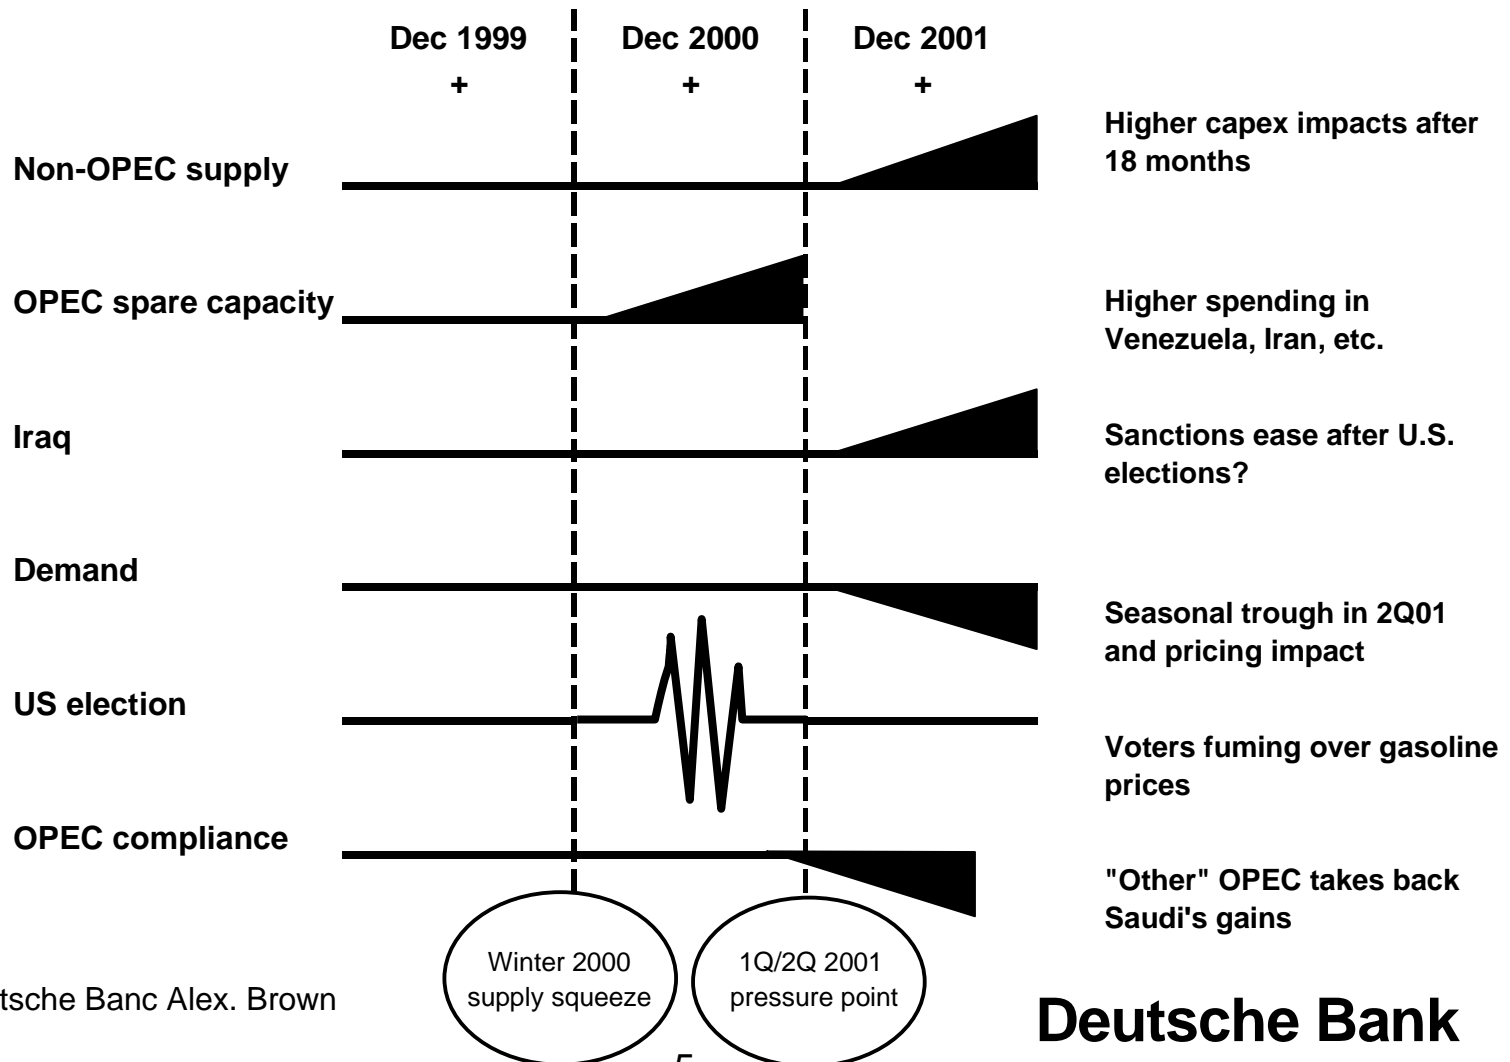 Dec 1999 Dec 2000 Dec 2001
+ + +
Non-OPEC supply
Higher capex impacts after
18 months
OPEC spare capacity
Higher spending in
Venezuela, Iran, etc.
Iraq
Sanctions ease after U.S.
elections?
Demand
Seasonal trough in 2Q01
and pricing impact
US election
Voters fuming over gasoline
prices
OPEC compliance
"Other" OPEC takes back
Saudi's gains
Winter 2000
supply squeeze
1Q/2Q 2001
pressure point
tsche Banc Alex. Brown
Deutsche Bank